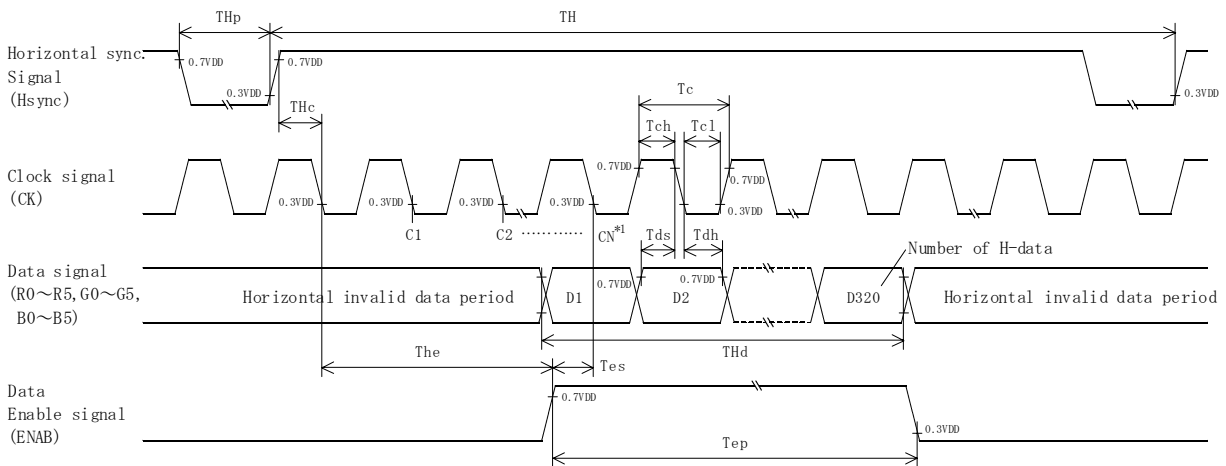 THp
TH
Horizontal sync.
Signal
(Hsync)
0.7VDD
0.7VDD
0.3VDD
0.3VDD
THc
Tc
Tch
Tcl
Clock signal
(CK)
0.7VDD
0.7VDD
0.3VDD
0.3VDD
0.3VDD
0.3VDD
0.3VDD
C1
C2
……………
CN*1
Tds
Tdh
Number of H-data
Data signal
(R0～R5,G0～G5,
B0～B5)
Horizontal invalid data period
D1
0.7VDD
D2
0.7VDD
D320
Horizontal invalid data period
THd
The
Tes
Data
Enable signal
(ENAB)
0.7VDD
0.3VDD
Tep